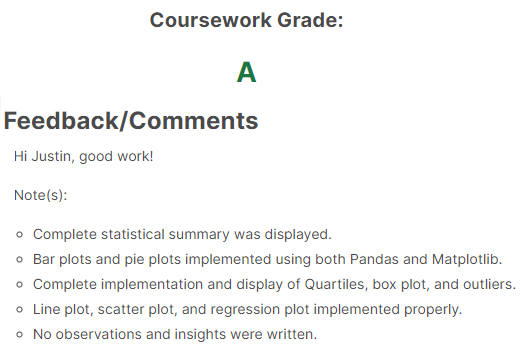 Coursework Grade:
A
Feedback/Comments
Hi Justin, good work!
Note(s):
Complete statistical summary was displayed.
Bar plots and pie plots implemented using both Pandas and Matplotlib.
Complete implementation and display of Quartiles, box plot, and outliers.
Line plot, scatter plot, and regression plot implemented properly.
No observations and insights were written.